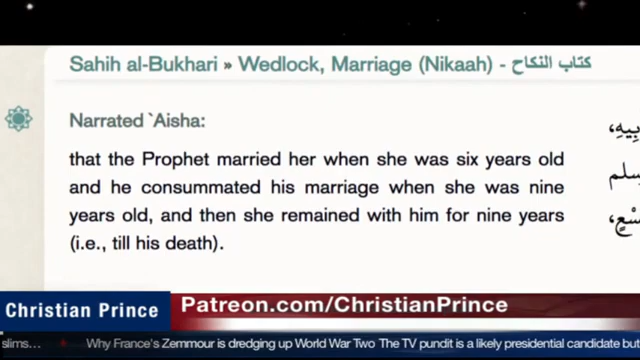 Sahih al-Bukhari » Wedlock, Marriage (Nikaah) - كتاب النكاح
Narrated `Aisha:
that the Prophet married her when she was six years old
and he consummated his marriage when she was nine
years old, and then she remained with him for nine years
(i.e., till his death).
Christian Prince
Patreon.com/ChristianPrince
slims... Why France's Zemmour is dredging up World War Two The TV pundit is a likely presidential candidate but